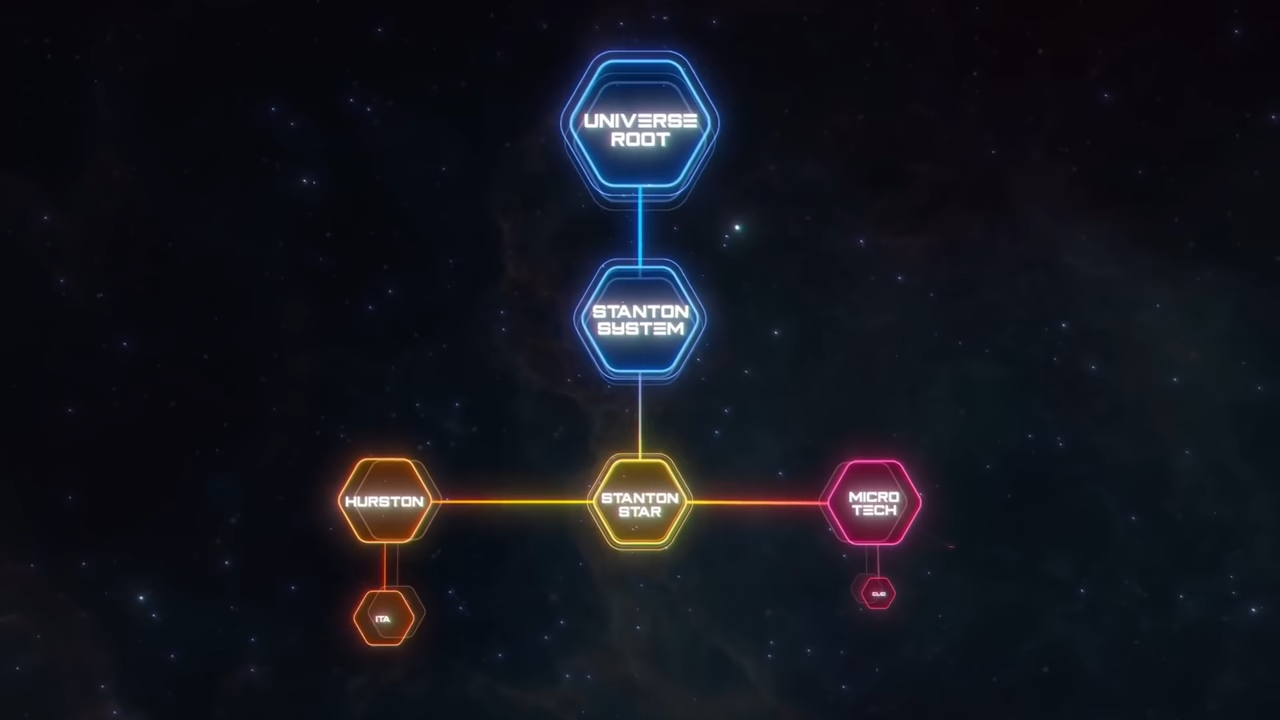 UNIVERSE
ROOT
STANTON
SYSTEM
HURSTON
STANTON
STAR
MICRO
TECH
ITA